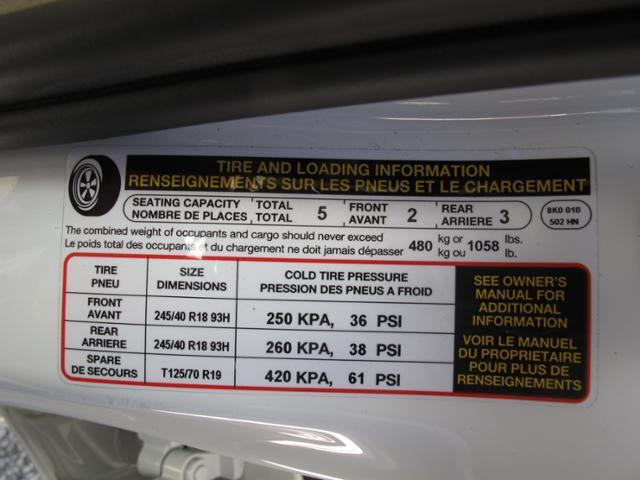 TIRE AND LOADING INFORMATION
RENSEIGNEMENTS SUR LES PNEUS ET LE CHARGEMENT
SEATING CAPACITY TOTAL 5 FRONT 2 REAR 3
NOMBRE DE PLACES TOTAL AVANT ARRIERE
8K0 010
502 HN
The combined weight of occupants and cargo should never exceed 480 kg or 1058 lbs.
Le poids total des occupants et du chargement ne doit jamais dépasser kg ou lb.
TIRE SIZE COLD TIRE PRESSURE
PNEU DIMENSIONS PRESSION DES PNEUS A FROID
FRONT
AVANT 245/40 R18 93H 250 KPA, 36 PSI
REAR
ARRIERE 245/40 R18 93H 260 KPA, 38 PSI
SPARE
DE SECOURS T125/70 R19 420 KPA, 61 PSI
SEE OWNER'S
MANUAL FOR
ADDITIONAL
INFORMATION
VOIR LE MANUEL
DU PROPRIETAIRE
POUR PLUS DE
RENSEIGNEMENTS